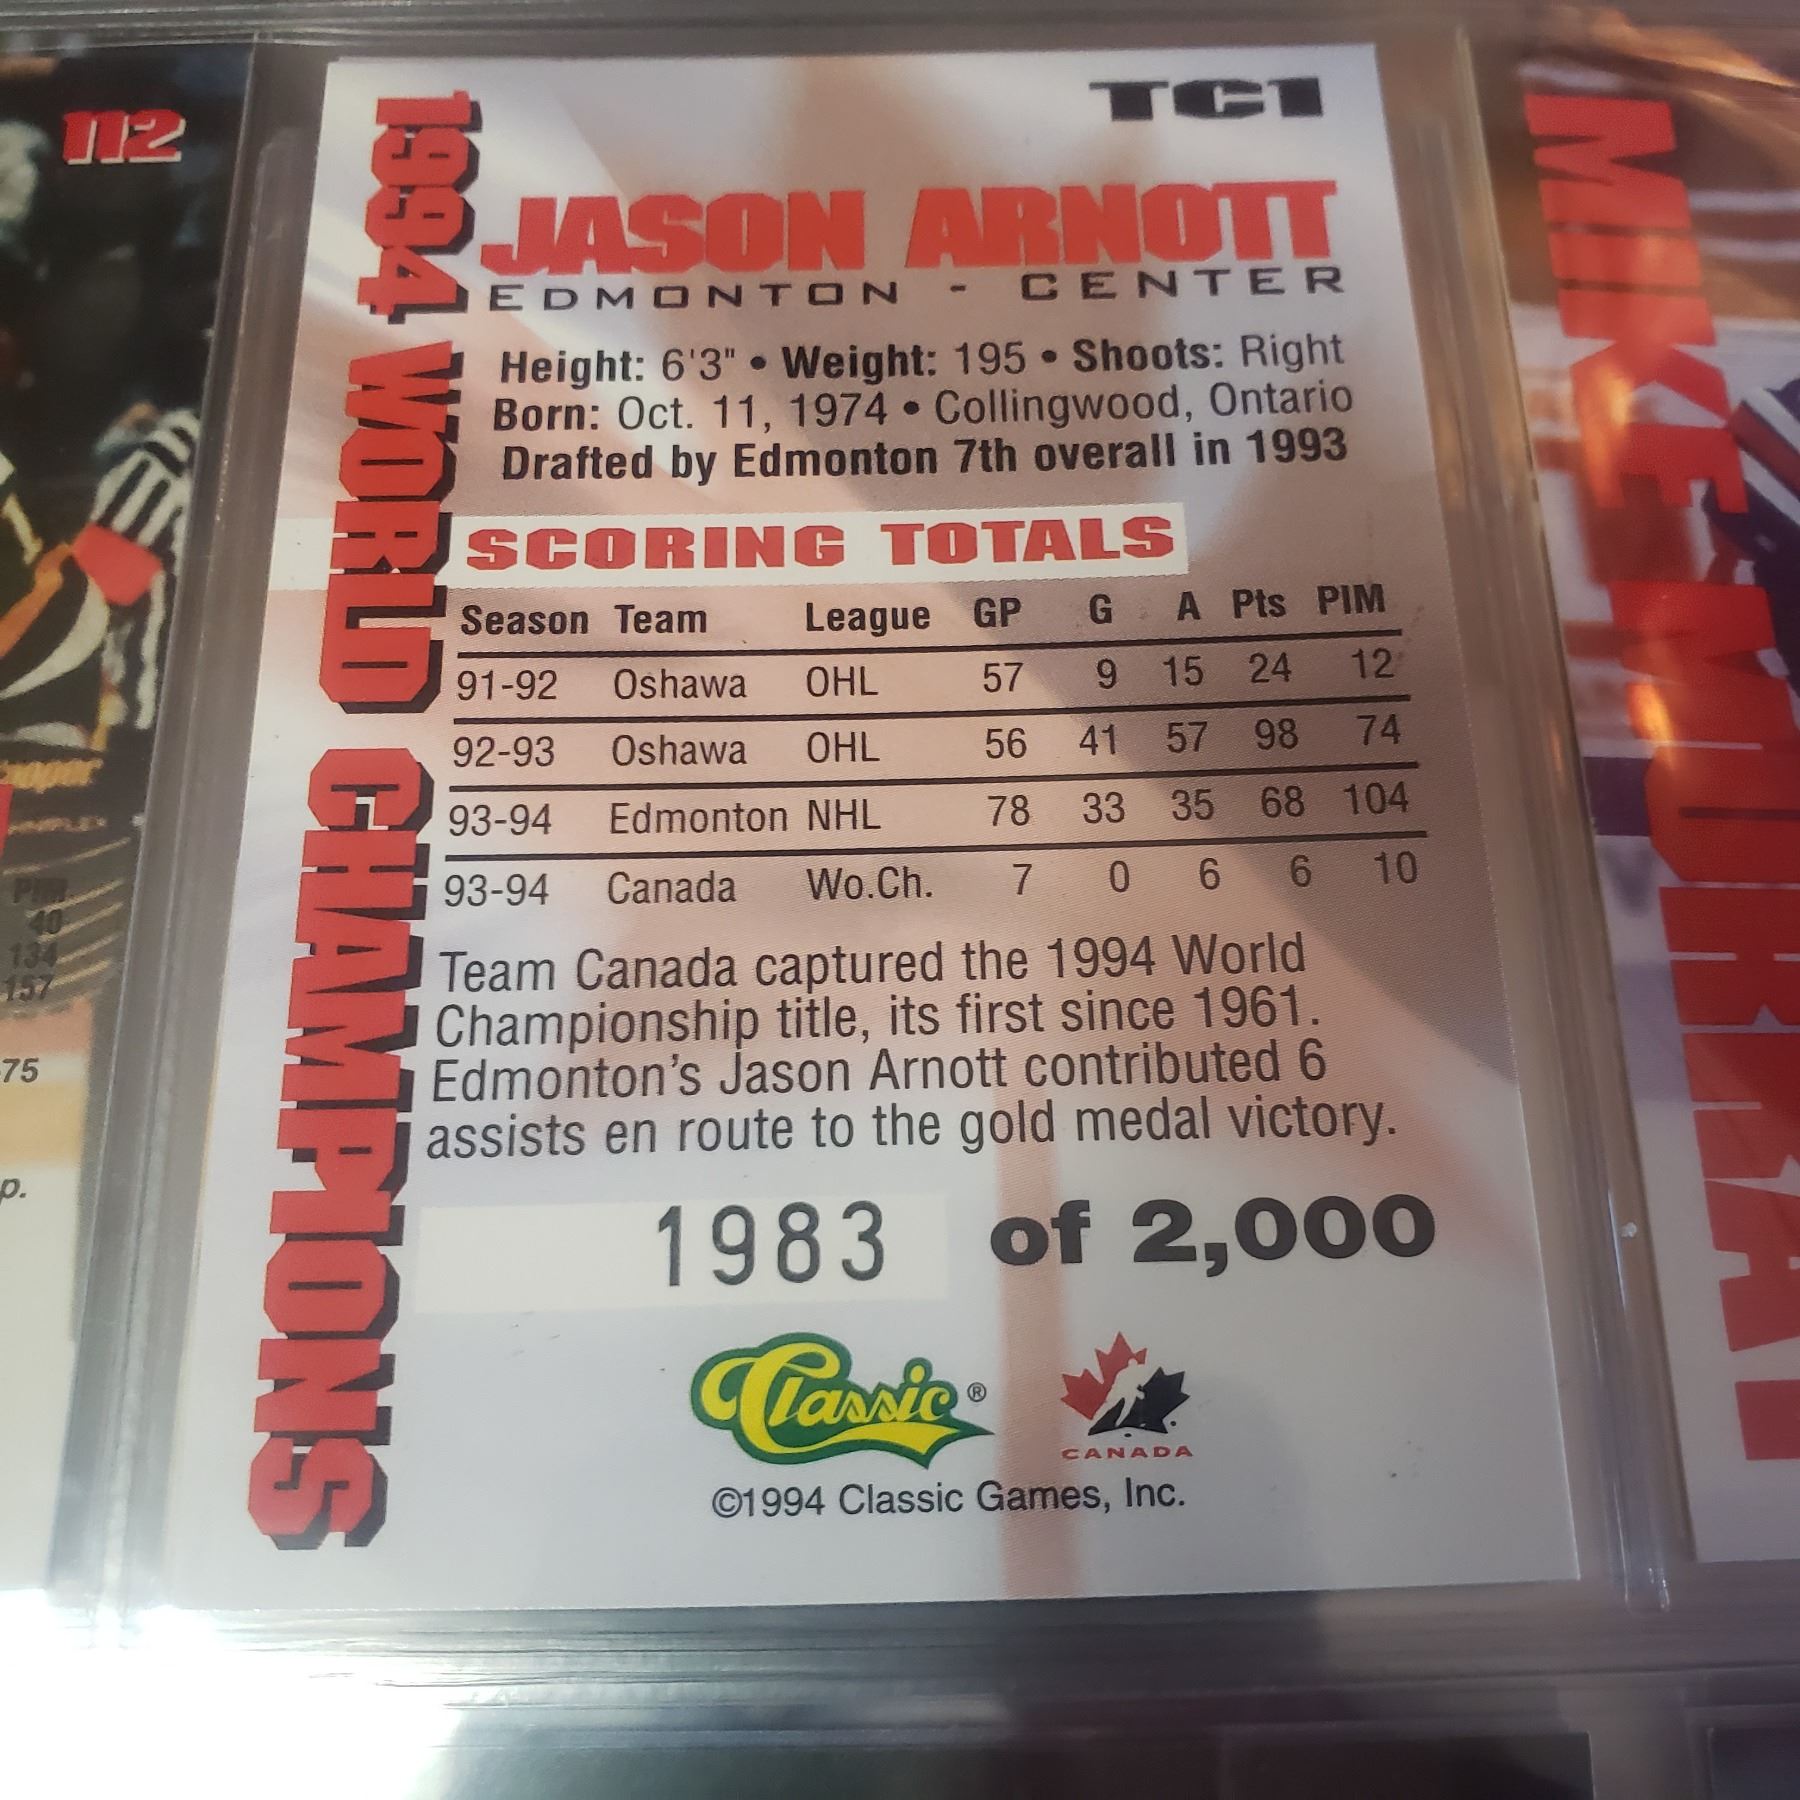 112
TC1
1994 WORLD CHAMPIONS
JASON ARNOTT
EDMONTON - CENTER
Height: 6'3" • Weight: 195 • Shoots: Right
Born: Oct. 11, 1974 • Collingwood, Ontario
Drafted by Edmonton 7th overall in 1993
SCORING TOTALS
Season Team League GP G A Pts PIM
91-92 Oshawa OHL 57 9 15 24 12
92-93 Oshawa OHL 56 41 57 98 74
93-94 Edmonton NHL 78 33 35 68 104
93-94 Canada Wo.Ch. 7 0 6 6 10
Team Canada captured the 1994 World
Championship title, its first since 1961.
Edmonton's Jason Arnott contributed 6
assists en route to the gold medal victory.
1983 of 2,000
Classic ®
CANADA
©1994 Classic Games, Inc.
PIM
40
134
157
-75
p.
MIKE MODRE